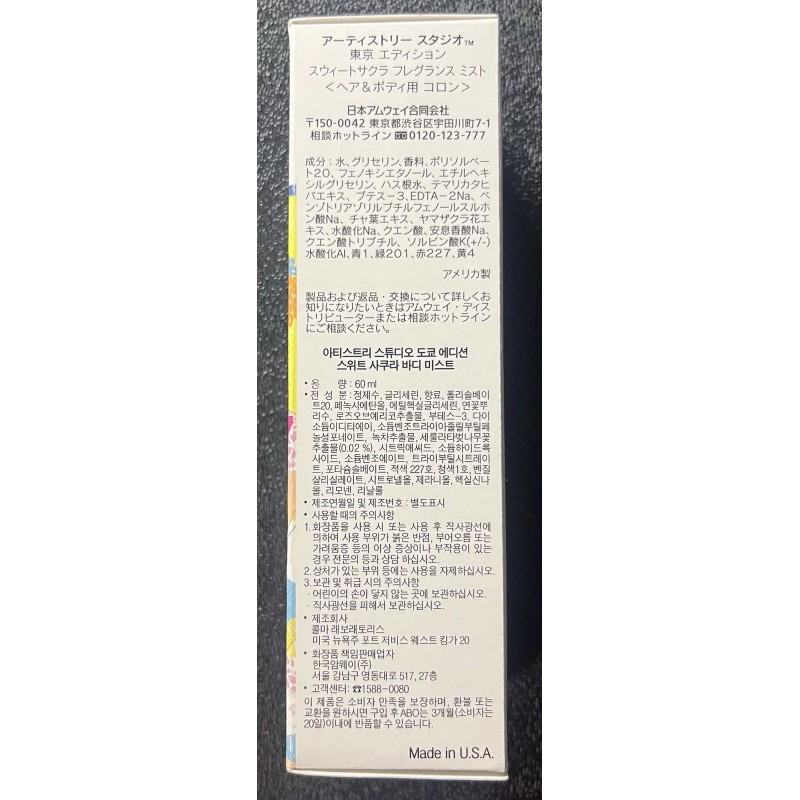 アーティストリー スタジオ™
東京 エディション
スウィートサクラ フレグランス ミスト
＜ヘア＆ボディ用 コロン＞
日本アムウェイ合同会社
〒150-0042 東京都渋谷区宇田川町7-1
相談ホットライン 0120-123-777
成分：水、グリセリン、香料、ポリソルベー
ト20、フェノキシエタノール、エチルヘキ
シルグリセリン、ハス根水、テマリカタヒ
バエキス、ブテス-3、EDTA-2Na、ベ
ンゾトリアゾリルブチルフェノールスルホ
ン酸Na、チャ葉エキス、ヤマザクラ花エ
キス、水酸化Na、クエン酸、安息香酸Na、
クエン酸トリブチル、ソルビン酸K(+/-)
水酸化Al、青1、緑201、赤227、黄4
アメリカ製
製品および返品・交換について詳しくお
知りになりたいときはアムウェイ・ディス
トリビューターまたは相談ホットライン
にご相談ください。
아티스트리 스튜디오 도쿄 에디션
스위트 사쿠라 바디 미스트
• 용 량 : 60 ml
• 전 성 분 : 정제수, 글리세린, 향료, 폴리솔베이
트20, 페녹시에탄올, 에틸헥실글리세린, 연꽃뿌
리수, 로즈오브예리코추출물, 부테스-3, 다이
소듐이디티에이, 소듐벤조트라이아졸릴부틸페
놀설포네이트, 녹차추출물, 세룰라타벚나무꽃
추출물(0.02 %), 시트릭애씨드, 소듐하이드록
사이드, 소듐벤조에이트, 트라이부틸시트레이
트, 포타슘솔베이트, 적색 227호, 청색1호, 벤질
살리실레이트, 시트로넬올, 제라니올, 헥실신나
몰, 리모넨, 리날룰
• 제조연월일 및 제조번호 : 별도표시
• 사용할 때의 주의사항
1. 화장품을 사용 시 또는 사용 후 직사광선에
의하여 사용 부위가 붉은 반점, 부어오름 또는
가려움증 등의 이상 증상이나 부작용이 있는
경우 전문의 등과 상담 하십시오.
2. 상처가 있는 부위 등에는 사용을 자제하십시오.
3. 보관 및 취급 시의 주의사항
· 어린이의 손이 닿지 않는 곳에 보관하십시오.
· 직사광선을 피해서 보관하십시오.
• 제조회사
콜마 래보래토리스
미국 뉴욕주 포트 저비스 웨스트 킹가 20
• 화장품 책임판매업자
한국암웨이(주)
서울 강남구 영동대로 517, 27층
• 고객센터 : ☎1588-0080
이 제품은 소비자 만족을 보장하며, 환불 또는
교환을 원하시면 구입 후 ABO는 3개월(소비자는
20일)이내에 반품할 수 있습니다.
Made in U.S.A.